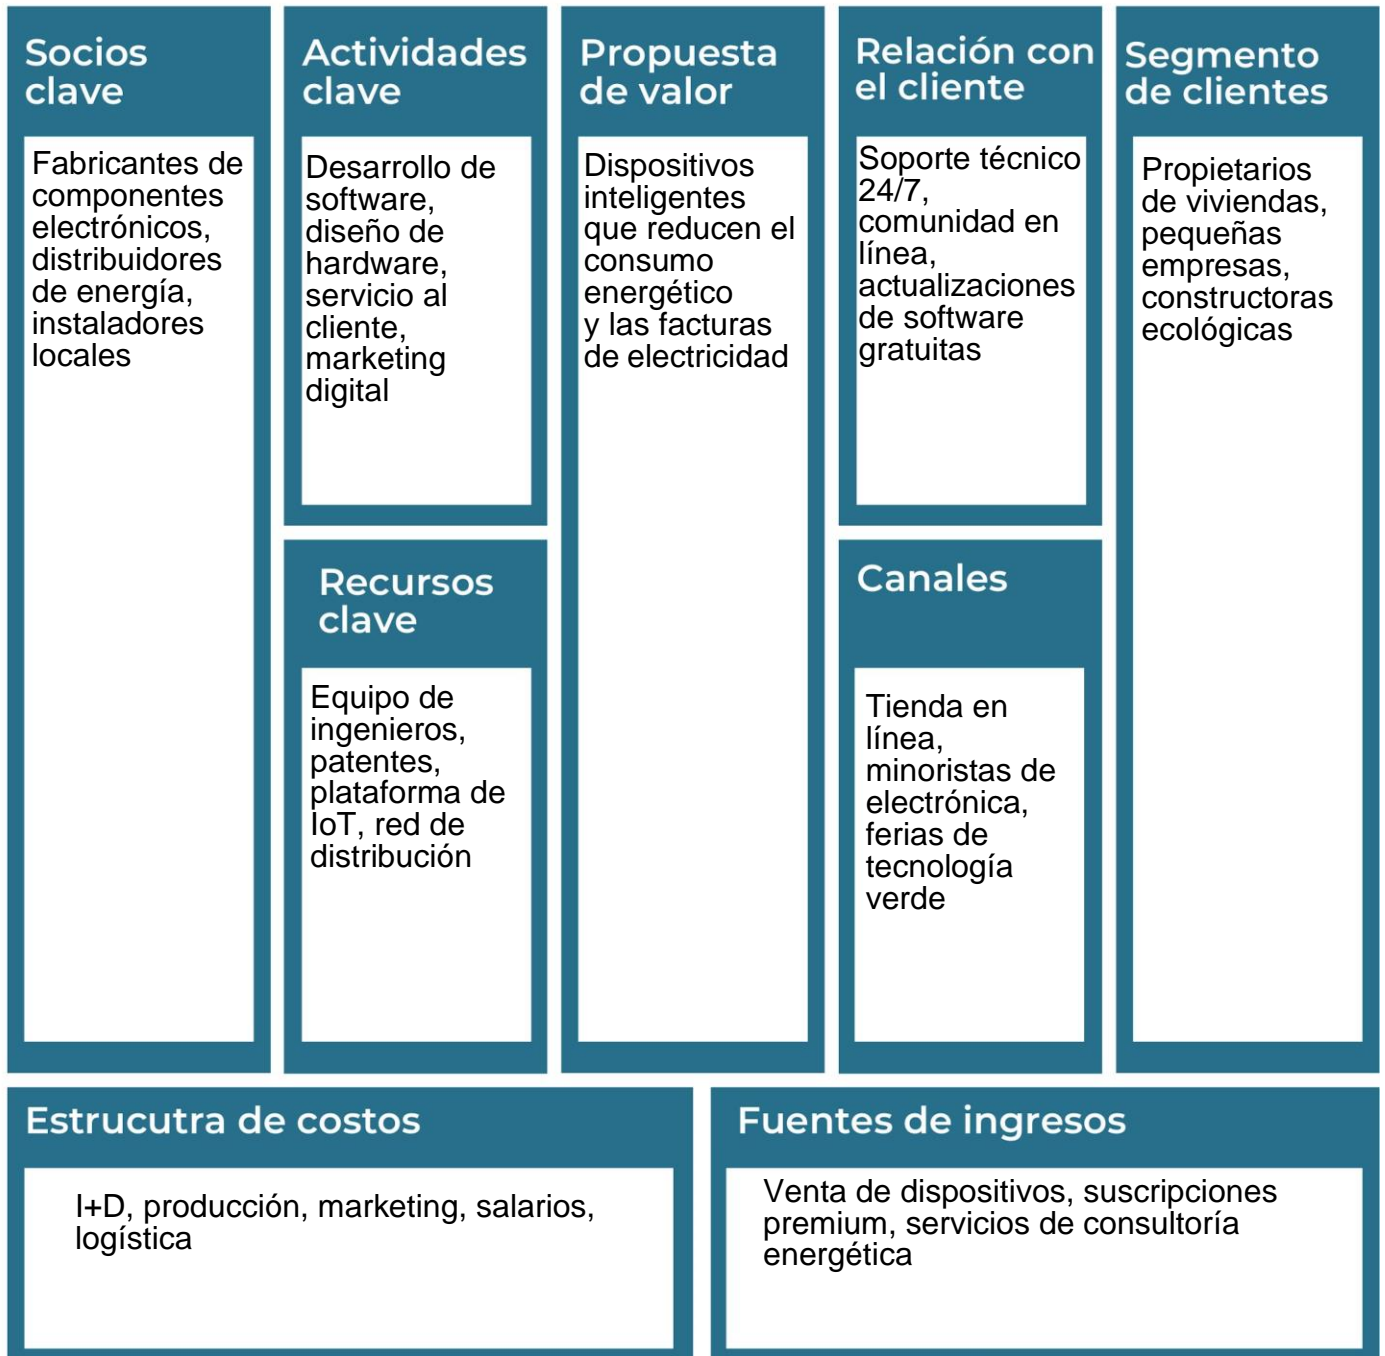 Socios
clave
Fabricantes de
componentes
electrónicos,
distribuidores
de energía,
instaladores
locales
Actividades
clave
Desarrollo de
software,
diseño de
hardware,
servicio al
cliente,
marketing
digital
Recursos
clave
Equipo de
ingenieros,
patentes,
plataforma de
IoT, red de
distribución
Propuesta
de valor
Dispositivos
inteligentes
que reducen el
consumo
energético
y las facturas
de electricidad
Relación con
el cliente
Soporte técnico
24/7,
comunidad en
línea,
actualizaciones
de software
gratuitas
Canales
Tienda en
línea,
minoristas de
electrónica,
ferias de
tecnología
verde
Segmento
de clientes
Propietarios
de viviendas,
pequeñas
empresas,
constructoras
ecológicas
Estrucutra de costos
I+D, producción, marketing, salarios,
logística
Fuentes de ingresos
Venta de dispositivos, suscripciones
premium, servicios de consultoría
energética